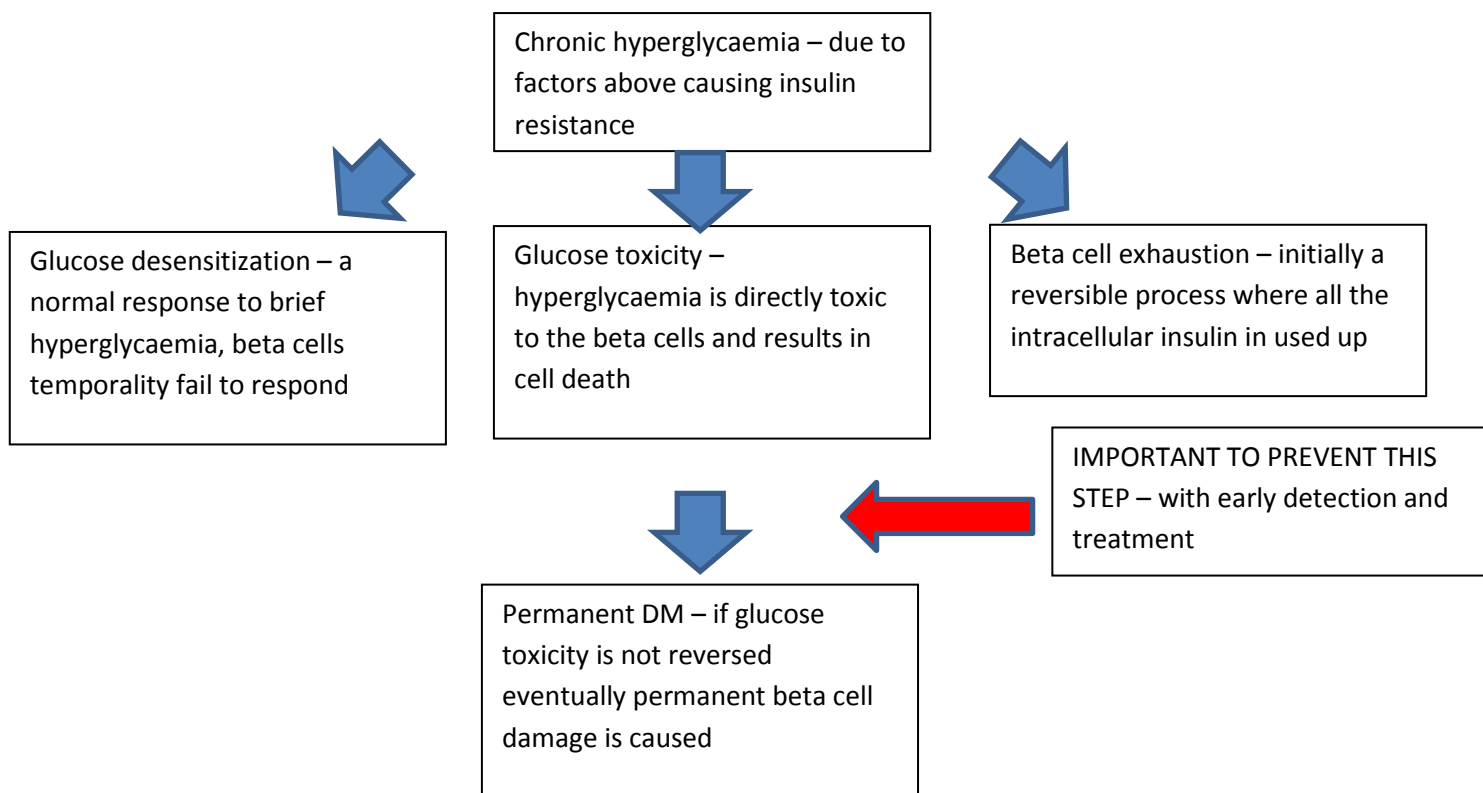 Chronic hyperglycaemia – due to
factors above causing insulin
resistance
Glucose desensitization – a
normal response to brief
hyperglycaemia, beta cells
temporality fail to respond
Glucose toxicity –
hyperglycaemia is directly toxic
to the beta cells and results in
cell death
Beta cell exhaustion – initially a
reversible process where all the
intracellular insulin in used up
IMPORTANT TO PREVENT THIS
STEP – with early detection and
treatment
Permanent DM – if glucose
toxicity is not reversed
eventually permanent beta cell
damage is caused